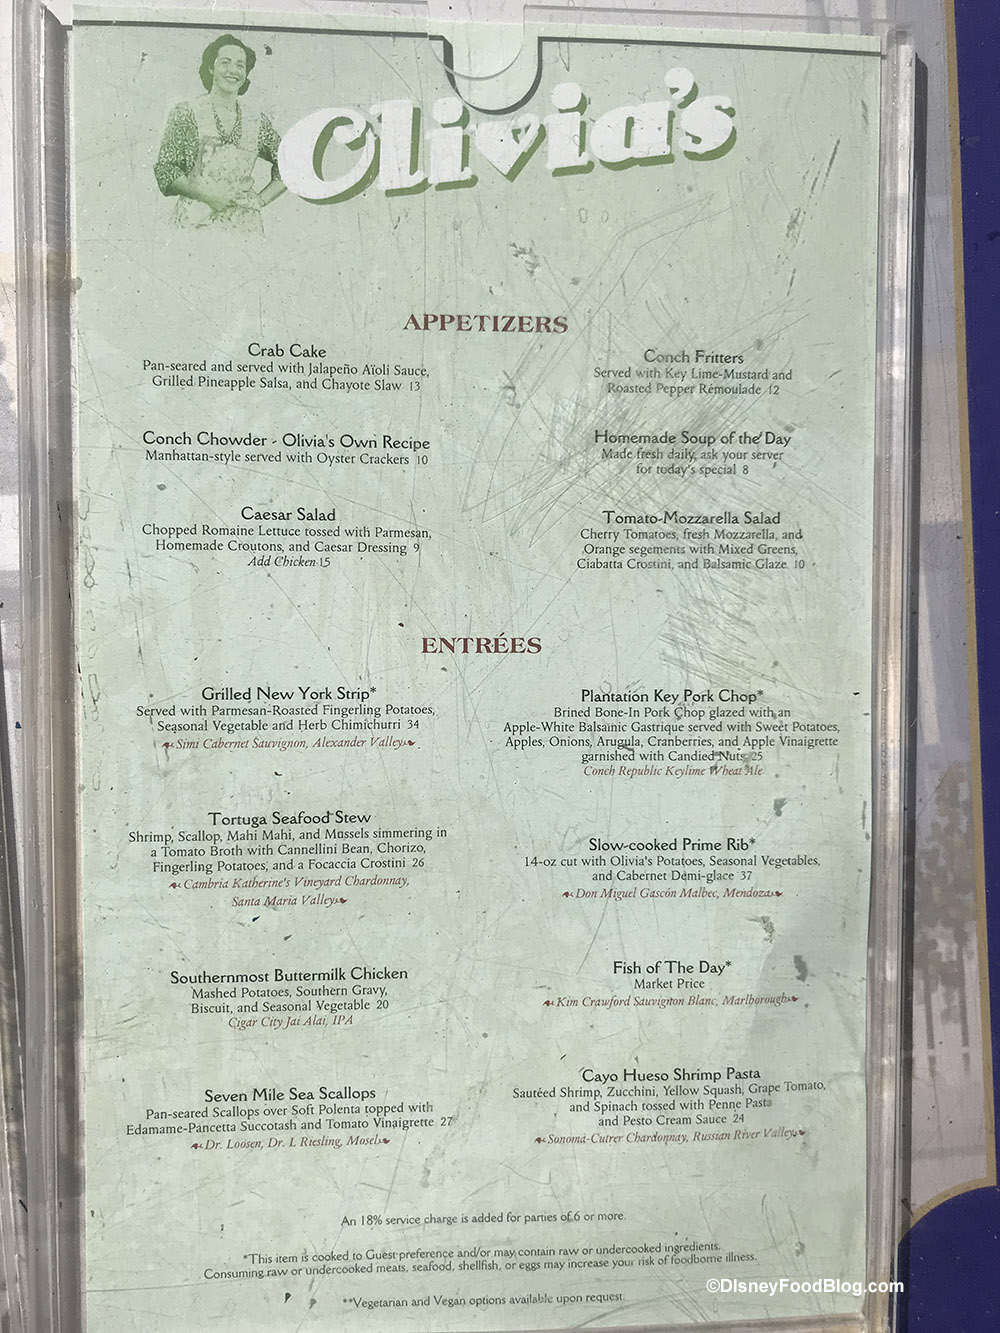 Olivia's
APPETIZERS
Crab Cake
Pan-seared and served with Jalapeño Aïoli Sauce,
Grilled Pineapple Salsa, and Chayote Slaw 13
Conch Fritters
Served with Key Lime-Mustard and
Roasted Pepper Rémoulade 12
Conch Chowder - Olivia's Own Recipe
Manhattan-style served with Oyster Crackers 10
Homemade Soup of the Day
Made fresh daily, ask your server
for today's special 8
Caesar Salad
Chopped Romaine Lettuce tossed with Parmesan,
Homemade Croutons, and Caesar Dressing 9
Add Chicken 15
Tomato-Mozzarella Salad
Cherry Tomatoes, fresh Mozzarella, and
Orange segements with Mixed Greens,
Ciabatta Crostini, and Balsamic Glaze 10
ENTRÉES
Grilled New York Strip*
Served with Parmesan-Roasted Fingerling Potatoes,
Seasonal Vegetable and Herb Chimichurri 34
Simi Cabernet Sauvignon, Alexander Valley
Plantation Key Pork Chop*
Brined Bone-In Pork Chop glazed with an
Apple-White Balsamic Gastrique served with Sweet Potatoes,
Apples, Onions, Arugula, Cranberries, and Apple Vinaigrette
garnished with Candied Nuts 25
Conch Republic Keylime Wheat Ale
Tortuga Seafood Stew
Shrimp, Scallop, Mahi Mahi, and Mussels simmering in
a Tomato Broth with Cannellini Bean, Chorizo,
Fingerling Potatoes, and a Focaccia Crostini 26
Cambria Katherine's Vineyard Chardonnay,
Santa Maria Valley
Slow-cooked Prime Rib*
14-oz cut with Olivia's Potatoes, Seasonal Vegetables,
and Cabernet Demi-glace 37
Don Miguel Gascón Malbec, Mendoza
Southernmost Buttermilk Chicken
Mashed Potatoes, Southern Gravy,
Biscuit, and Seasonal Vegetable 20
Cigar City Jai Alai, IPA
Fish of The Day*
Market Price
Kim Crawford Sauvignon Blanc, Marlborough
Seven Mile Sea Scallops
Pan-seared Scallops over Soft Polenta topped with
Edamame-Pancetta Succotash and Tomato Vinaigrette 27
Dr. Loosen, Dr. L Riesling, Mosel
Cayo Hueso Shrimp Pasta
Sautéed Shrimp, Zucchini, Yellow Squash, Grape Tomato,
and Spinach tossed with Penne Pasta
and Pesto Cream Sauce 24
Sonoma-Cutrer Chardonnay, Russian River Valley
An 18% service charge is added for parties of 6 or more.
*This item is cooked to Guest preference and/or may contain raw or undercooked ingredients.
Consuming raw or undercooked meats, seafood, shellfish, or eggs may increase your risk of foodborne illness.
**Vegetarian and Vegan options available upon request.
©DisneyFoodBlog.com